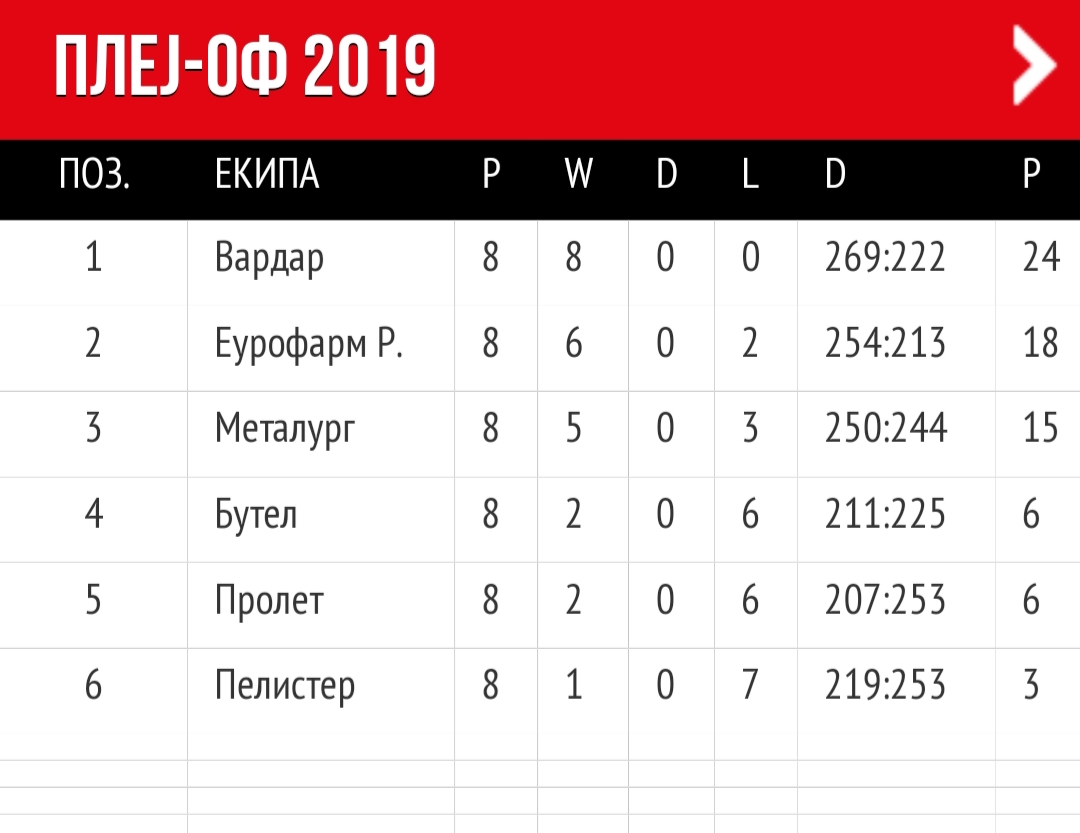 ПЛЕЈ-ОФ 2019
ПОЗ. ЕКИПА P W D L D P
1 Вардар 8 8 0 0 269:222 24
2 Еурофарм Р. 8 6 0 2 254:213 18
3 Металург 8 5 0 3 250:244 15
4 Бутел 8 2 0 6 211:225 6
5 Пролет 8 2 0 6 207:253 6
6 Пелистер 8 1 0 7 219:253 3